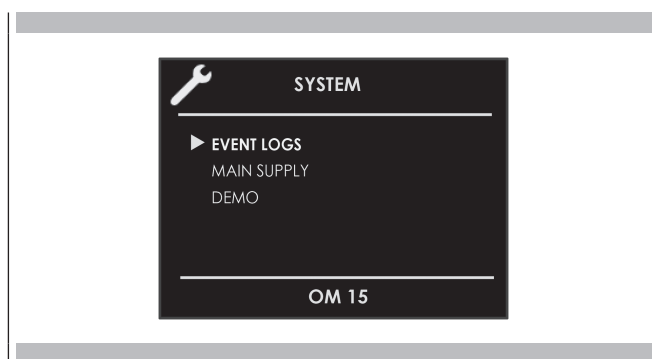 SYSTEM
EVENT LOGS
MAIN SUPPLY
DEMO
OM 15